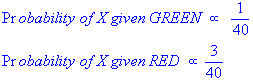 Probability of X given GREEN ∝ 1/40
Probability of X given RED ∝ 3/40